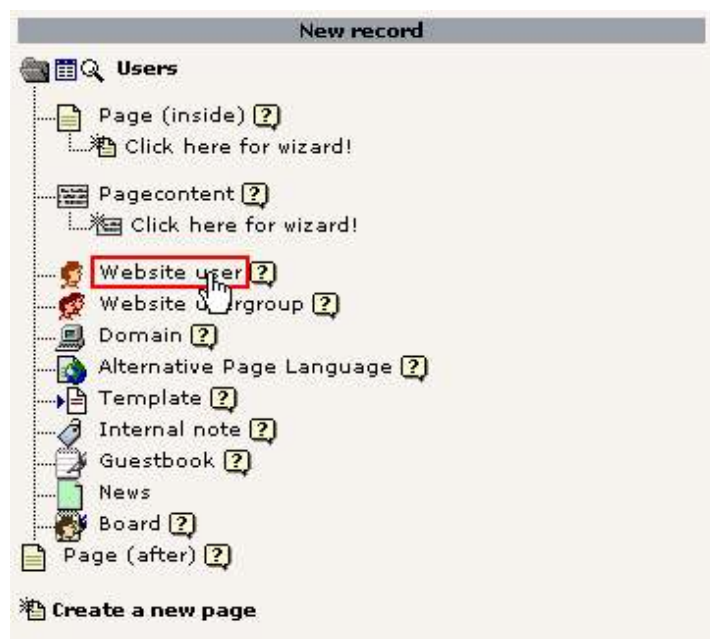 New record
Users
Page (inside) ?
Click here for wizard!
Pagecontent ?
Click here for wizard!
Website user ?
Website usergroup ?
Domain ?
Alternative Page Language ?
Template ?
Internal note ?
Guestbook ?
News
Board ?
Page (after) ?
Create a new page